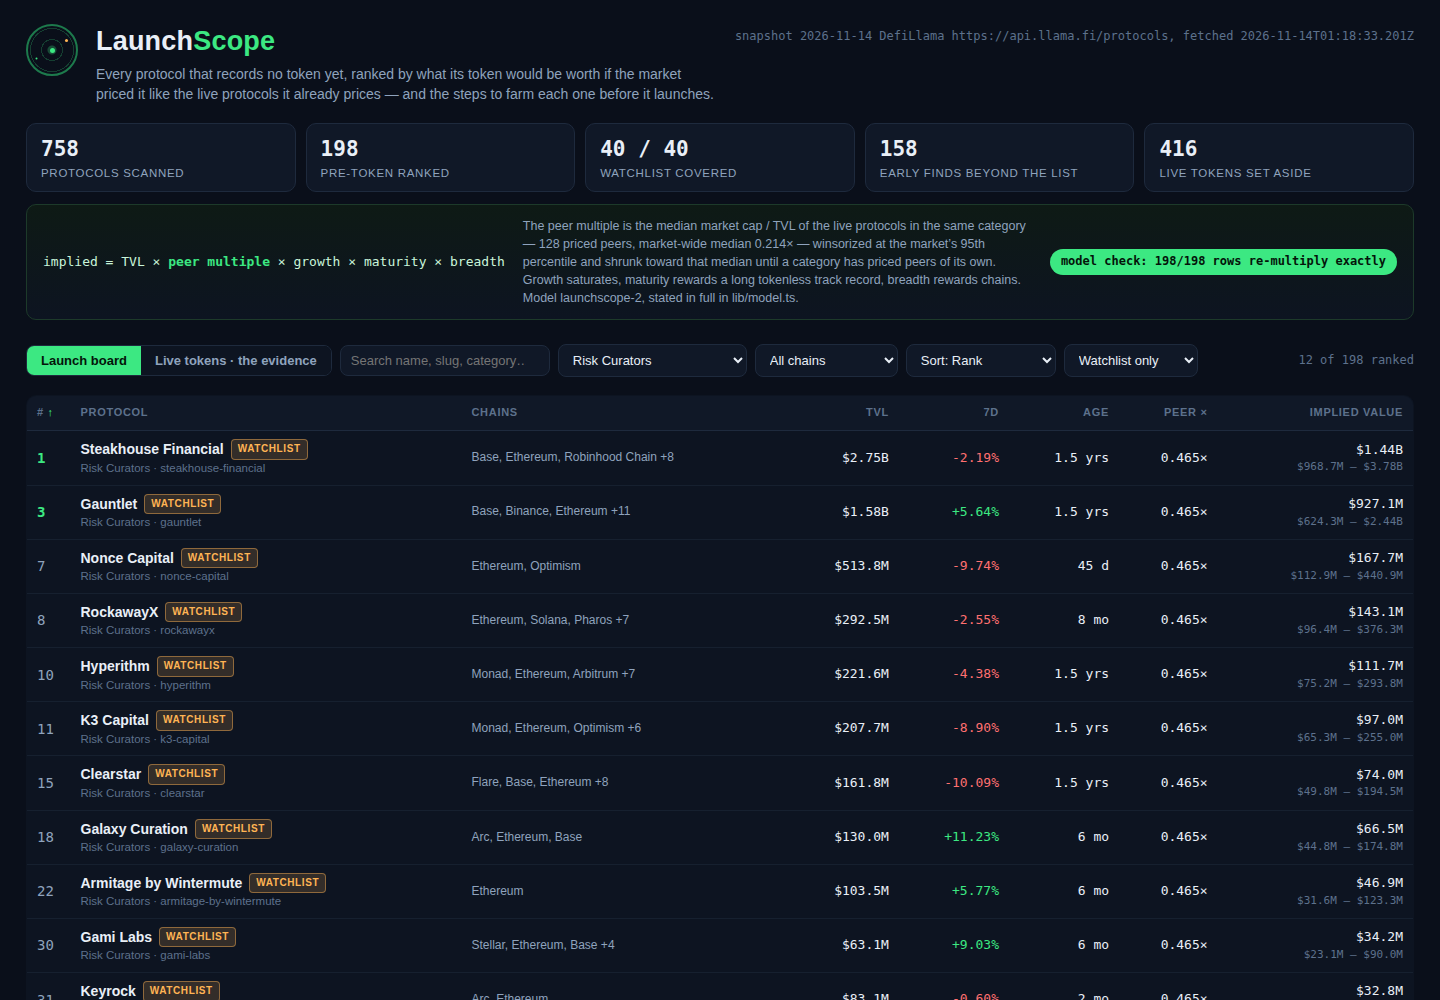 LaunchScope
snapshot 2026-11-14 DefiLlama https://api.llama.fi/protocols, fetched 2026-11-14T01:18:33.201Z
Every protocol that records no token yet, ranked by what its token would be worth if the market
priced it like the live protocols it already prices — and the steps to farm each one before it launches.
758
PROTOCOLS SCANNED
198
PRE-TOKEN RANKED
40 / 40
WATCHLIST COVERED
158
EARLY FINDS BEYOND THE LIST
416
LIVE TOKENS SET ASIDE
implied = TVL × peer multiple × growth × maturity × breadth
The peer multiple is the median market cap / TVL of the live protocols in the same category
— 128 priced peers, market-wide median 0.214× — winsorized at the market's 95th
percentile and shrunk toward that median until a category has priced peers of its own.
Growth saturates, maturity rewards a long tokenless track record, breadth rewards chains.
Model launchscope-2, stated in full in lib/model.ts.
model check: 198/198 rows re-multiply exactly
Launch board
Live tokens · the evidence
Search name, slug, category..
Risk Curators
All chains
Sort: Rank
Watchlist only
12 of 198 ranked
# ↑ PROTOCOL CHAINS TVL 7D AGE PEER × IMPLIED VALUE
1 Steakhouse Financial WATCHLIST Base, Ethereum, Robinhood Chain +8 $2.75B -2.19% 1.5 yrs 0.465× $1.44B
Risk Curators · steakhouse-financial $968.7M — $3.78B
3 Gauntlet WATCHLIST Base, Binance, Ethereum +11 $1.58B +5.64% 1.5 yrs 0.465× $927.1M
Risk Curators · gauntlet $624.3M — $2.44B
7 Nonce Capital WATCHLIST Ethereum, Optimism $513.8M -9.74% 45 d 0.465× $167.7M
Risk Curators · nonce-capital $112.9M — $440.9M
8 RockawayX WATCHLIST Ethereum, Solana, Pharos +7 $292.5M -2.55% 8 mo 0.465× $143.1M
Risk Curators · rockawayx $96.4M — $376.3M
10 Hyperithm WATCHLIST Monad, Ethereum, Arbitrum +7 $221.6M -4.38% 1.5 yrs 0.465× $111.7M
Risk Curators · hyperithm $75.2M — $293.8M
11 K3 Capital WATCHLIST Monad, Ethereum, Optimism +6 $207.7M -8.90% 1.5 yrs 0.465× $97.0M
Risk Curators · k3-capital $65.3M — $255.0M
15 Clearstar WATCHLIST Flare, Base, Ethereum +8 $161.8M -10.09% 1.5 yrs 0.465× $74.0M
Risk Curators · clearstar $49.8M — $194.5M
18 Galaxy Curation WATCHLIST Arc, Ethereum, Base $130.0M +11.23% 6 mo 0.465× $66.5M
Risk Curators · galaxy-curation $44.8M — $174.8M
22 Armitage by Wintermute WATCHLIST Ethereum $103.5M +5.77% 6 mo 0.465× $46.9M
Risk Curators · armitage-by-wintermute $31.6M — $123.3M
30 Gami Labs WATCHLIST Stellar, Ethereum, Base +4 $63.1M +9.03% 6 mo 0.465× $34.2M
Risk Curators · gami-labs $23.1M — $90.0M
31 Keyrock WATCHLIST Arc, Ethereum $83.1M -0.60% 2 mo 0.465× $32.8M